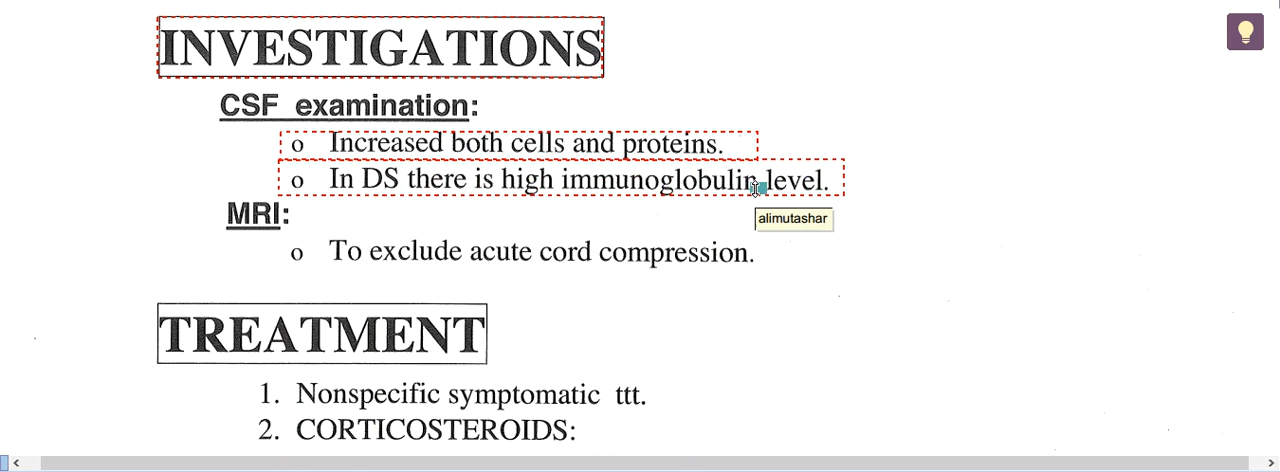 INVESTIGATIONS
CSF examination:
o Increased both cells and proteins.
o In DS there is high immunoglobulin level.
alimutashar
MRI:
o To exclude acute cord compression.
TREATMENT
1. Nonspecific symptomatic ttt.
2. CORTICOSTEROIDS: